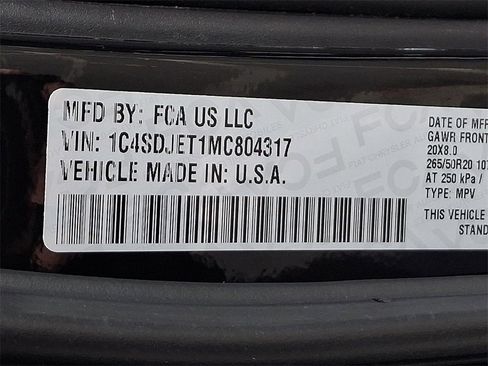 MFD BY: FCA US LLC
VIN: 1C4SDJET1MC804317
VEHICLE MADE IN: U.S.A.
DATE OF MFR
GAWR FRONT
20X8.0
265/50R20 107
AT 250 kPa /
TYPE: MPV
THIS VEHICLE
STAND